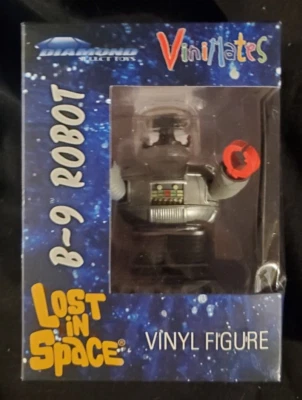 DIAMOND
SELECT TOYS
ViniMates
B-9 ROBOT
LOST
IN
SPACE®
VINYL FIGURE